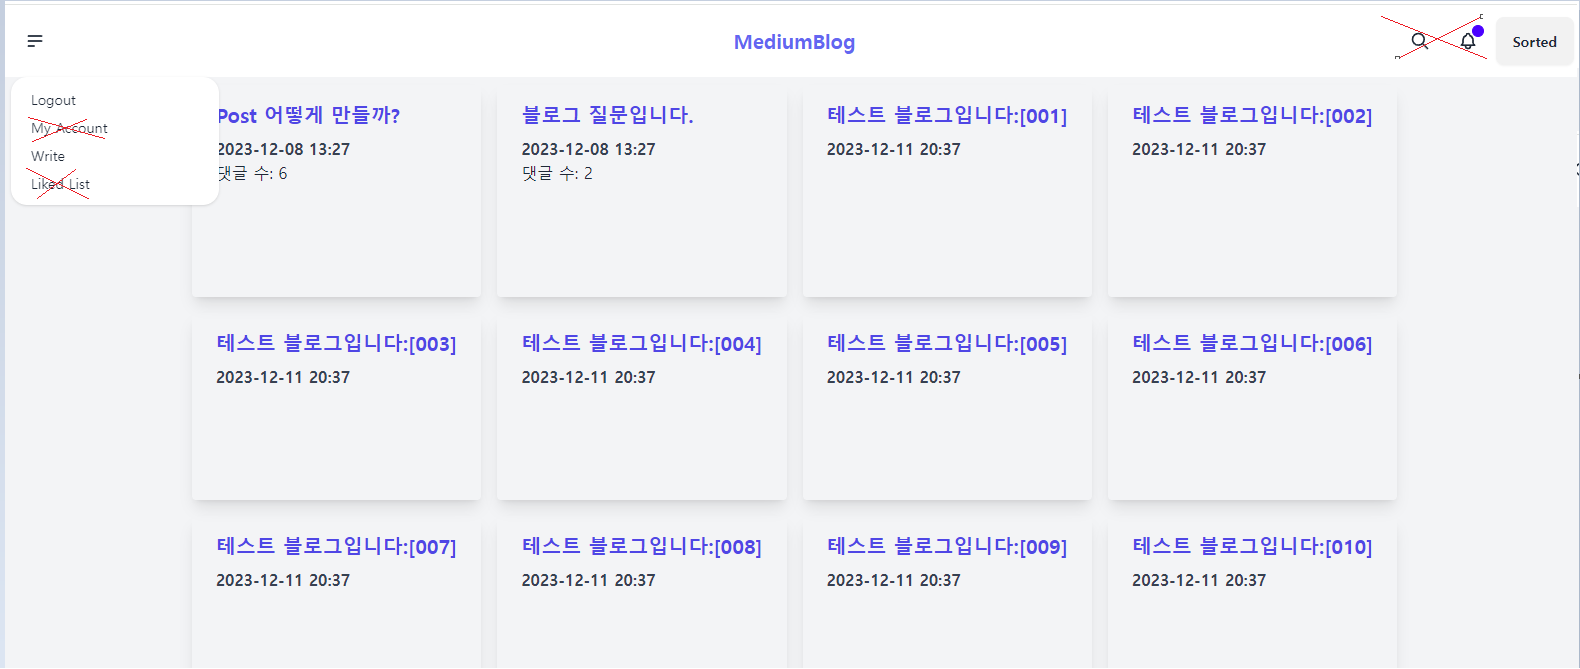 MediumBlog
Sorted
Logout
My Account
Write
Liked List
Post 어떻게 만들까?
2023-12-08 13:27
댓글 수: 6
블로그 질문입니다.
2023-12-08 13:27
댓글 수: 2
테스트 블로그입니다:[001]
2023-12-11 20:37
테스트 블로그입니다:[002]
2023-12-11 20:37
테스트 블로그입니다:[003]
2023-12-11 20:37
테스트 블로그입니다:[004]
2023-12-11 20:37
테스트 블로그입니다:[005]
2023-12-11 20:37
테스트 블로그입니다:[006]
2023-12-11 20:37
테스트 블로그입니다:[007]
2023-12-11 20:37
테스트 블로그입니다:[008]
2023-12-11 20:37
테스트 블로그입니다:[009]
2023-12-11 20:37
테스트 블로그입니다:[010]
2023-12-11 20:37